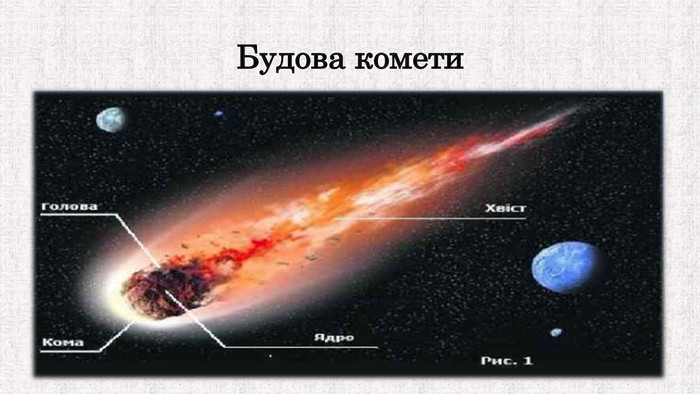 Будова комети
Голова
Хвіст
Кома
Ядро
Рис. 1